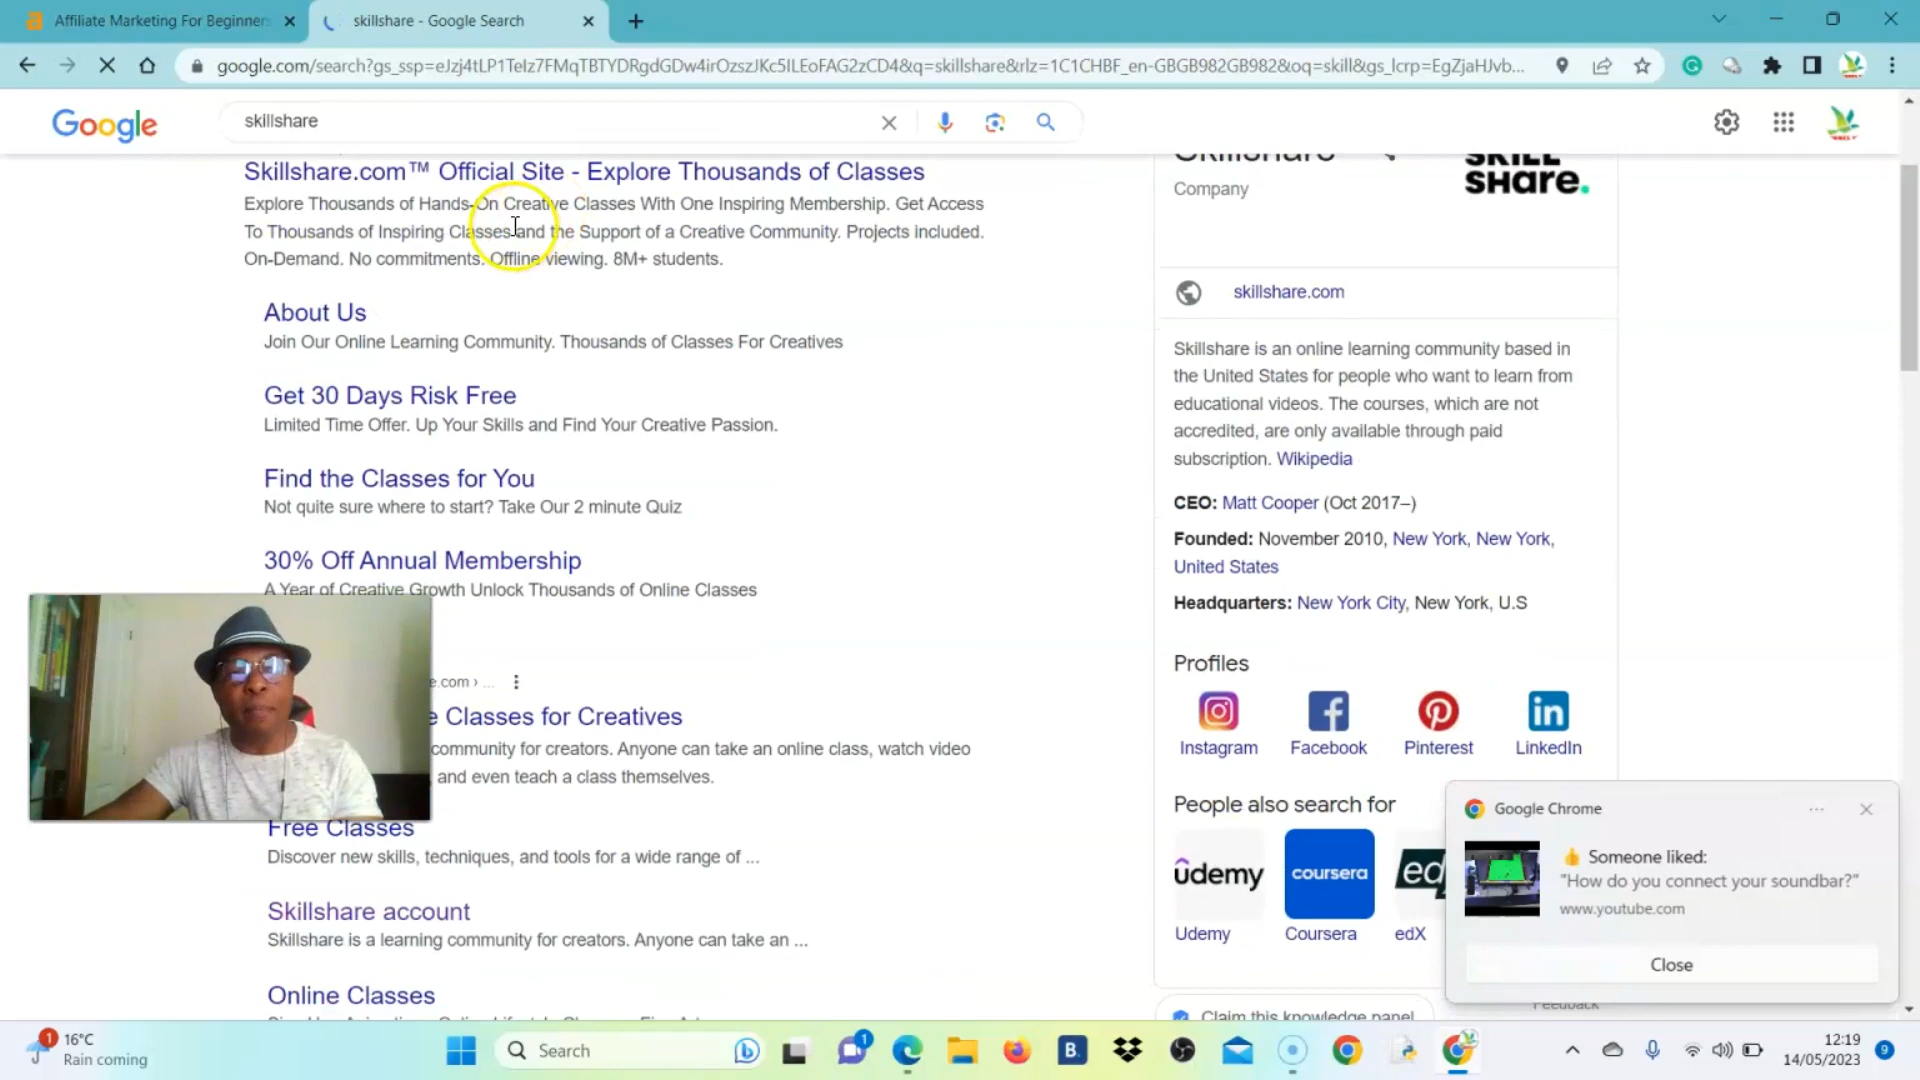 Affiliate Marketing For Beginners
skillshare - Google Search
google.com/search?gs_ssp=eJzj4tLP1TeIz7FMqTBTYDRgdGDw4irOzszJKc5ILEoFAG2zCD4&q=skillshare&rlz=1C1CHBF_en-GBGB982GB982&oq=skill&gs_lcrp=EgZjaHJvb...
Google
skillshare
Skillshare.com™ Official Site - Explore Thousands of Classes
Explore Thousands of Hands-On Creative Classes With One Inspiring Membership. Get Access
To Thousands of Inspiring Classes and the Support of a Creative Community. Projects included.
On-Demand. No commitments. Offline viewing. 8M+ students.
About Us
Join Our Online Learning Community. Thousands of Classes For Creatives
Get 30 Days Risk Free
Limited Time Offer. Up Your Skills and Find Your Creative Passion.
Find the Classes for You
Not quite sure where to start? Take Our 2 minute Quiz
30% Off Annual Membership
A Year of Creative Growth Unlock Thousands of Online Classes
e.com › ...
e Classes for Creatives
community for creators. Anyone can take an online class, watch video
and even teach a class themselves.
Free Classes
Discover new skills, techniques, and tools for a wide range of ...
Skillshare account
Skillshare is a learning community for creators. Anyone can take an ...
Online Classes
Skillshare
Company
SKILL
SHare.
skillshare.com
Skillshare is an online learning community based in
the United States for people who want to learn from
educational videos. The courses, which are not
accredited, are only available through paid
subscription. Wikipedia
CEO: Matt Cooper (Oct 2017–)
Founded: November 2010, New York, New York,
United States
Headquarters: New York City, New York, U.S
Profiles
Instagram
Facebook
Pinterest
LinkedIn
People also search for
ûdemy
coursera
ed
Udemy
Coursera
edX
Claim this knowledge panel
Feedback
Google Chrome
Someone liked:
"How do you connect your soundbar?"
www.youtube.com
Close
1
16°C
Rain coming
Search
1
B.
12:19
14/05/2023
9